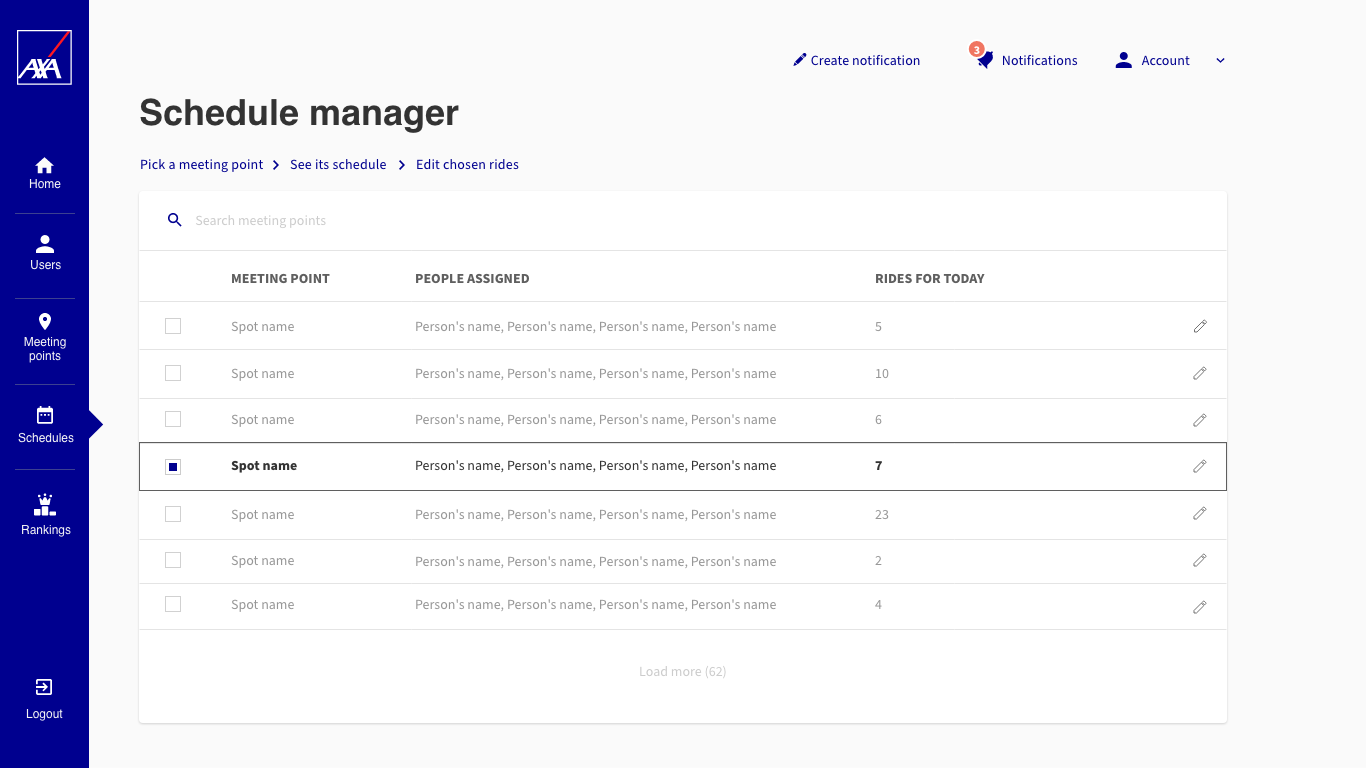 AXA
Create notification
3
Notifications
Account
Schedule manager
Pick a meeting point
See its schedule
Edit chosen rides
Home
Users
Meeting
points
Schedules
Rankings
Logout
Search meeting points
MEETING POINT PEOPLE ASSIGNED RIDES FOR TODAY
Spot name Person's name, Person's name, Person's name, Person's name 5
Spot name Person's name, Person's name, Person's name, Person's name 10
Spot name Person's name, Person's name, Person's name, Person's name 6
Spot name Person's name, Person's name, Person's name, Person's name 7
Spot name Person's name, Person's name, Person's name, Person's name 23
Spot name Person's name, Person's name, Person's name, Person's name 2
Spot name Person's name, Person's name, Person's name, Person's name 4
Load more (62)